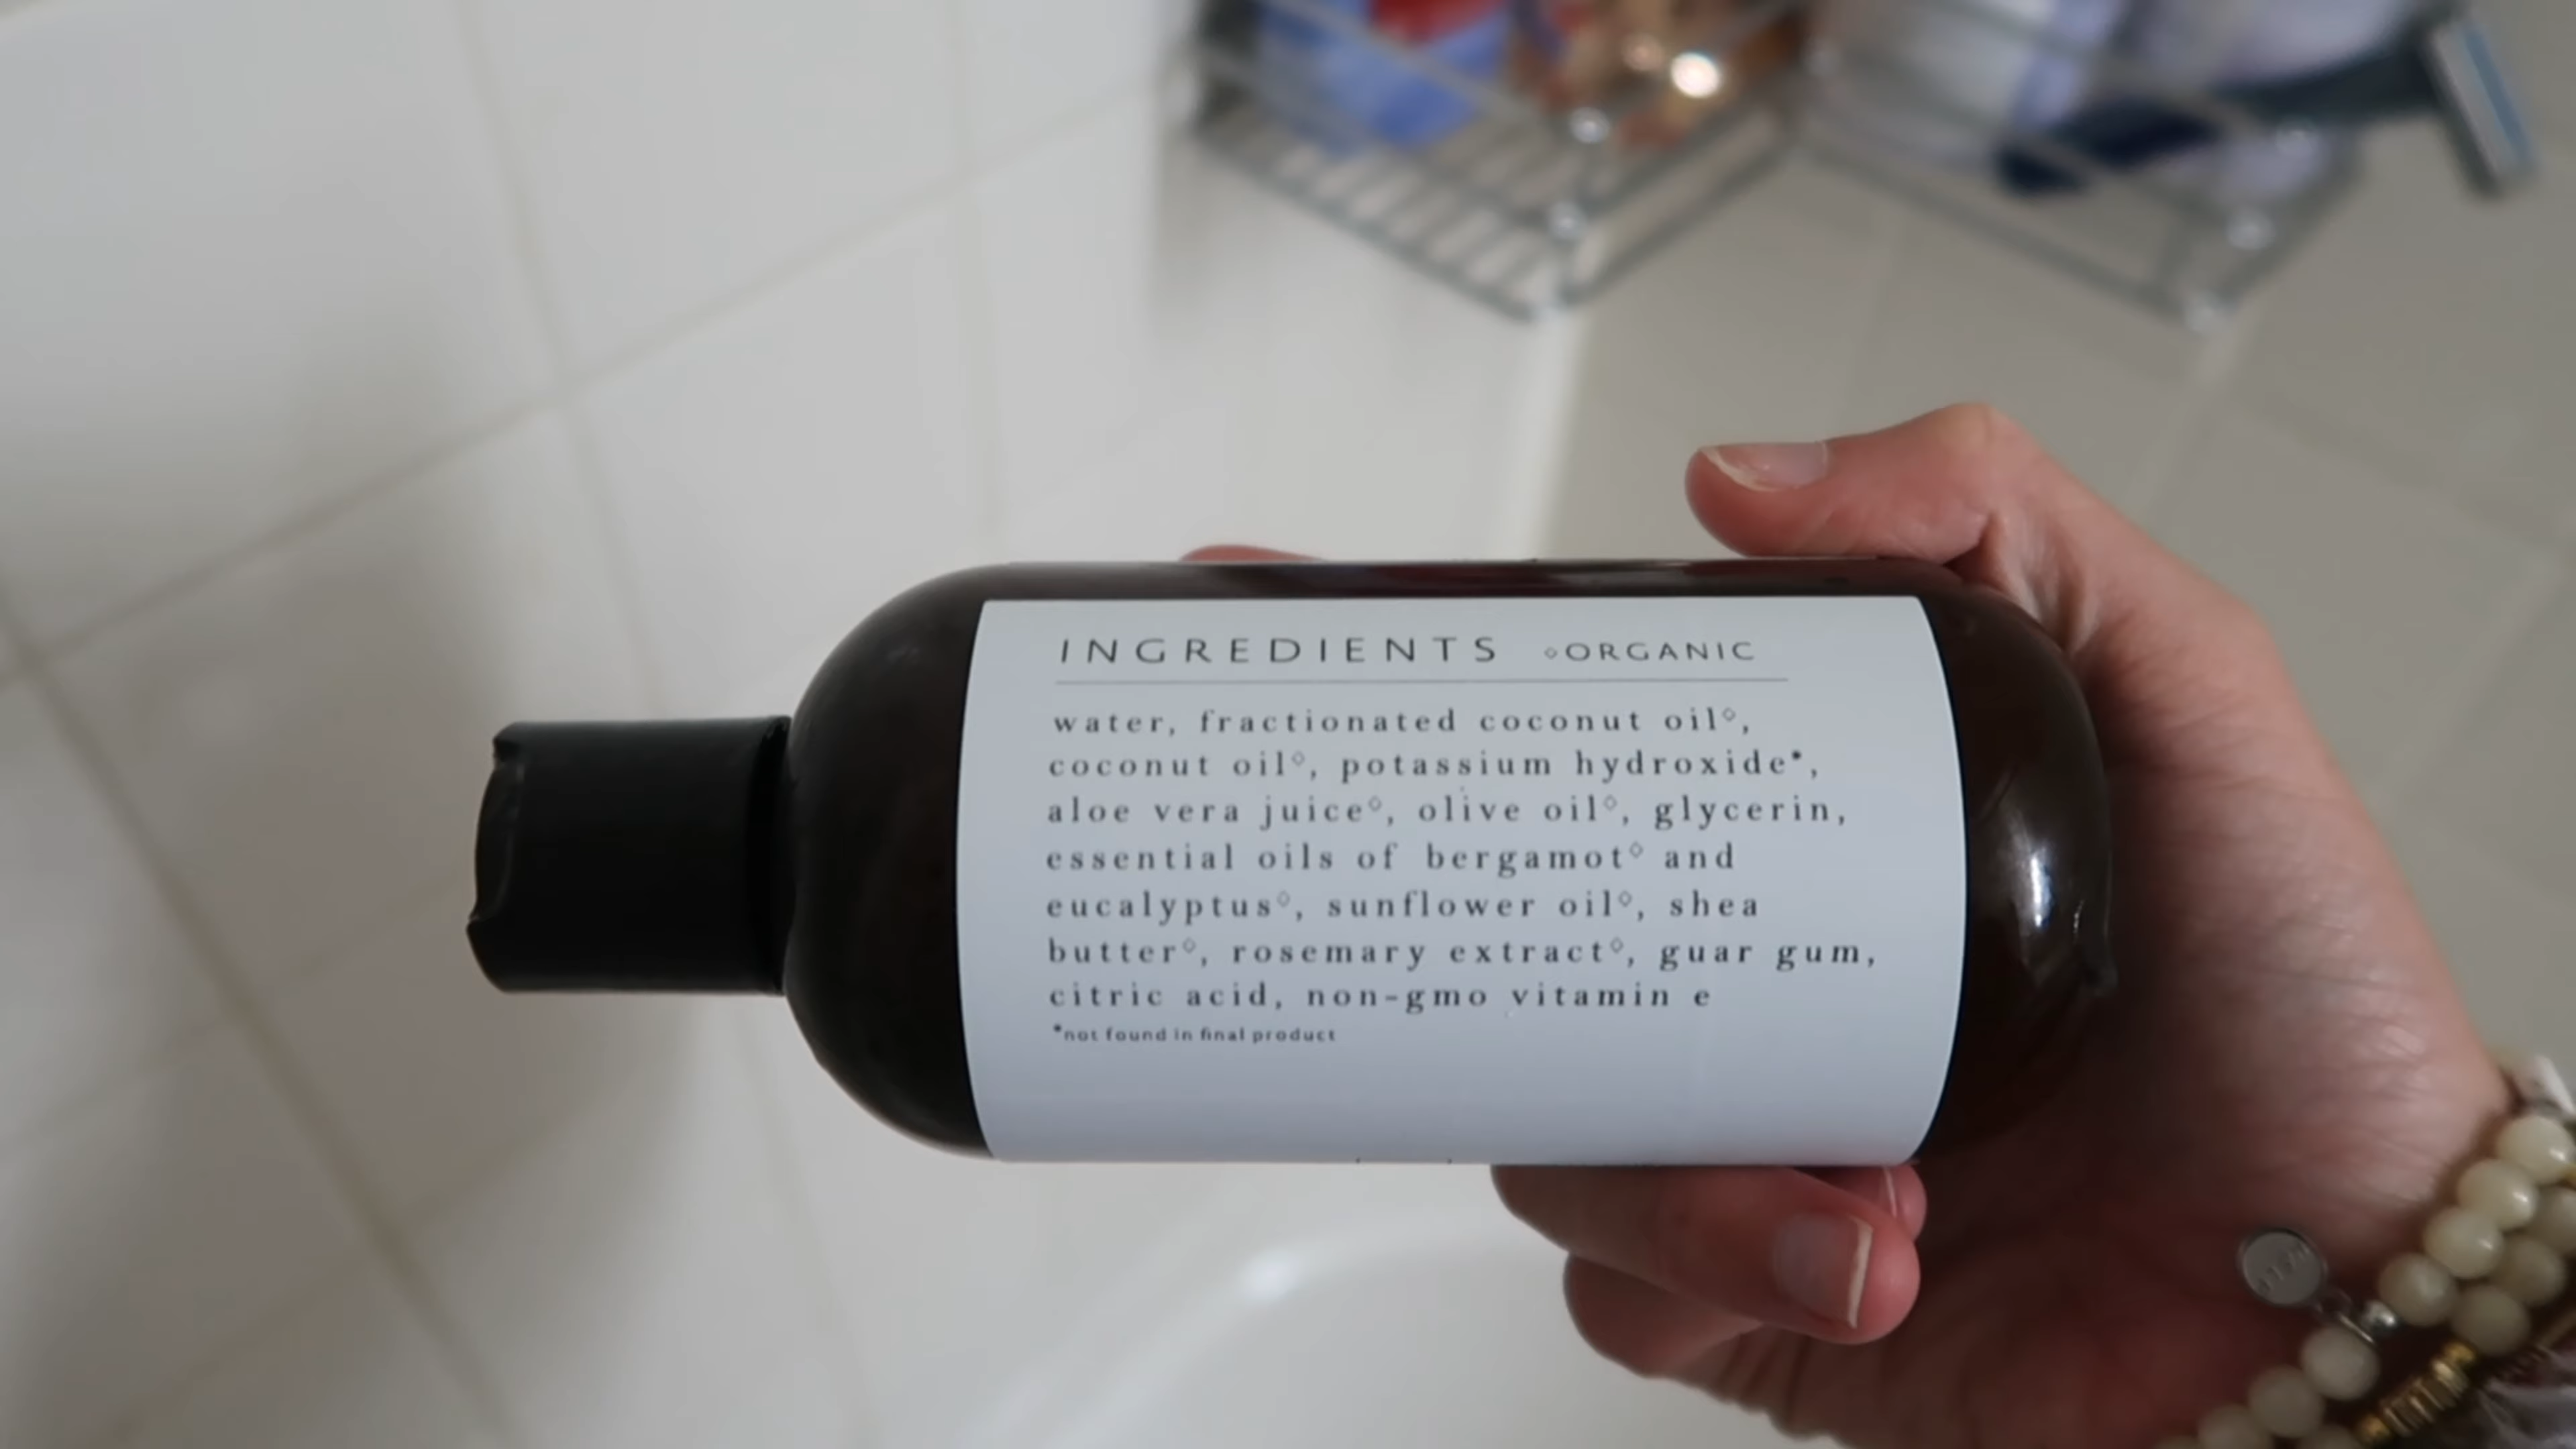 INGREDIENTS ◊ORGANIC
water, fractionated coconut oil◊,
coconut oil◊, potassium hydroxide*,
aloe vera juice◊, olive oil◊, glycerin,
essential oils of bergamot◊ and
eucalyptus◊, sunflower oil◊, shea
butter◊, rosemary extract◊, guar gum,
citric acid, non-gmo vitamin e
*not found in final product